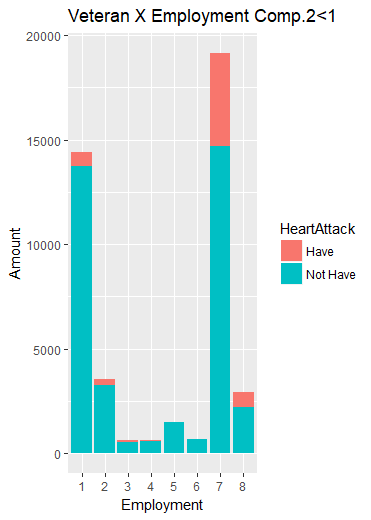 Veteran X Employment Comp.2<1
20000
15000
10000
5000
0
Amount
1 2 3 4 5 6 7 8
Employment
HeartAttack
Have
Not Have